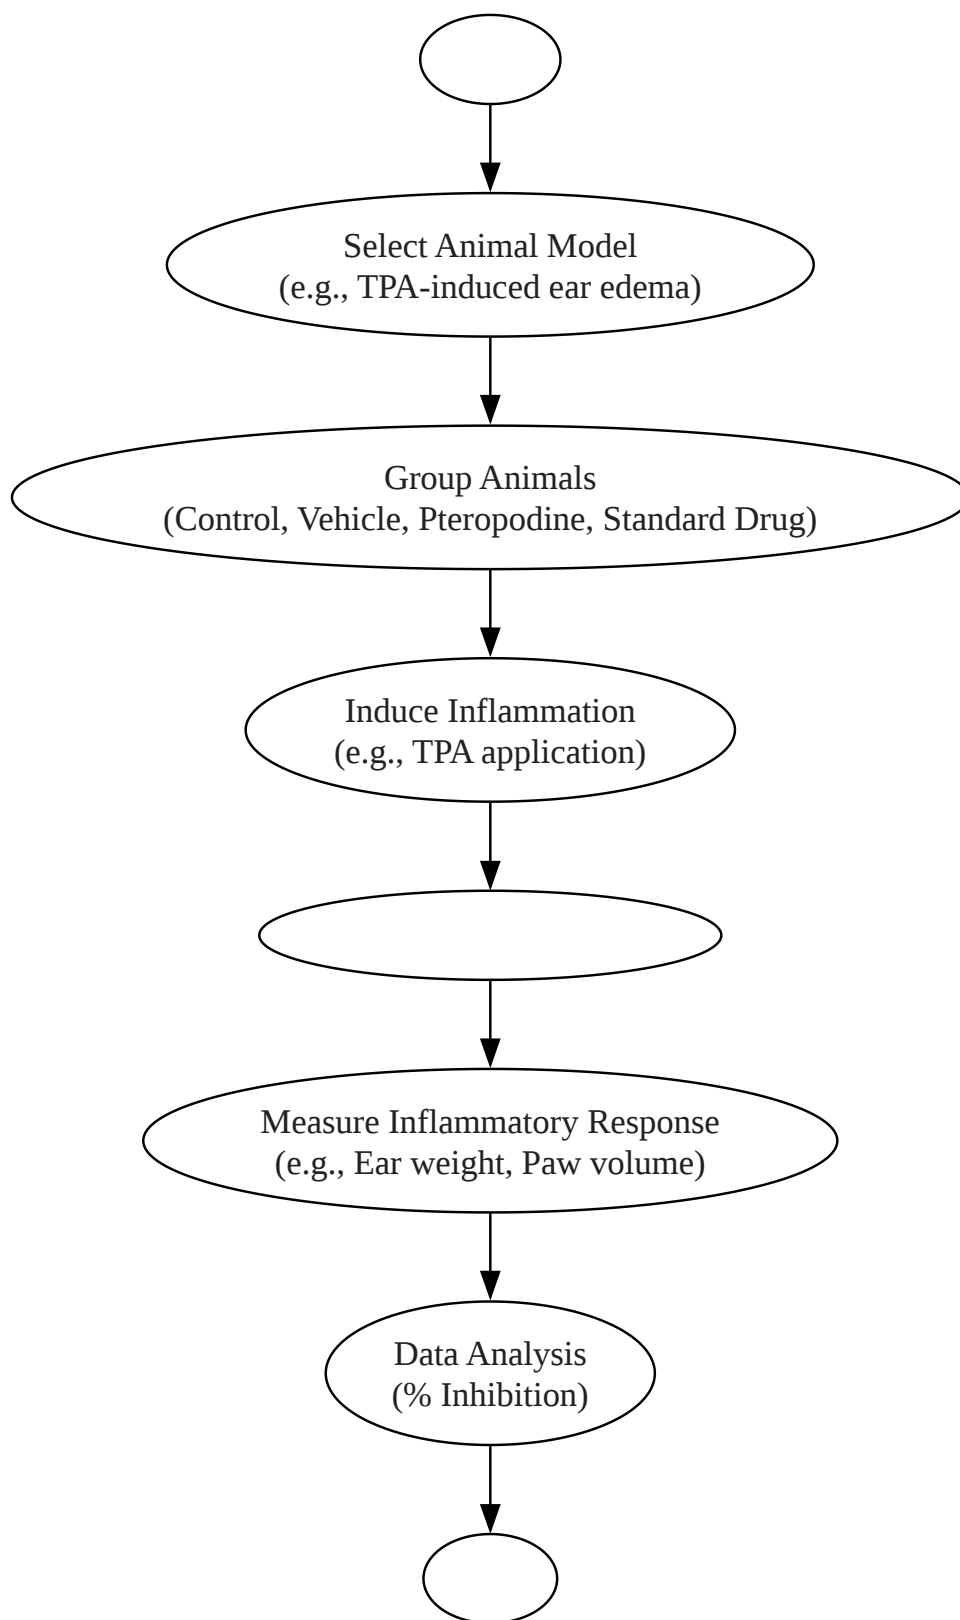 Select Animal Model
(e.g., TPA-induced ear edema)
Group Animals
(Control, Vehicle, Pteropodine, Standard Drug)
Induce Inflammation
(e.g., TPA application)
Measure Inflammatory Response
(e.g., Ear weight, Paw volume)
Data Analysis
(% Inhibition)